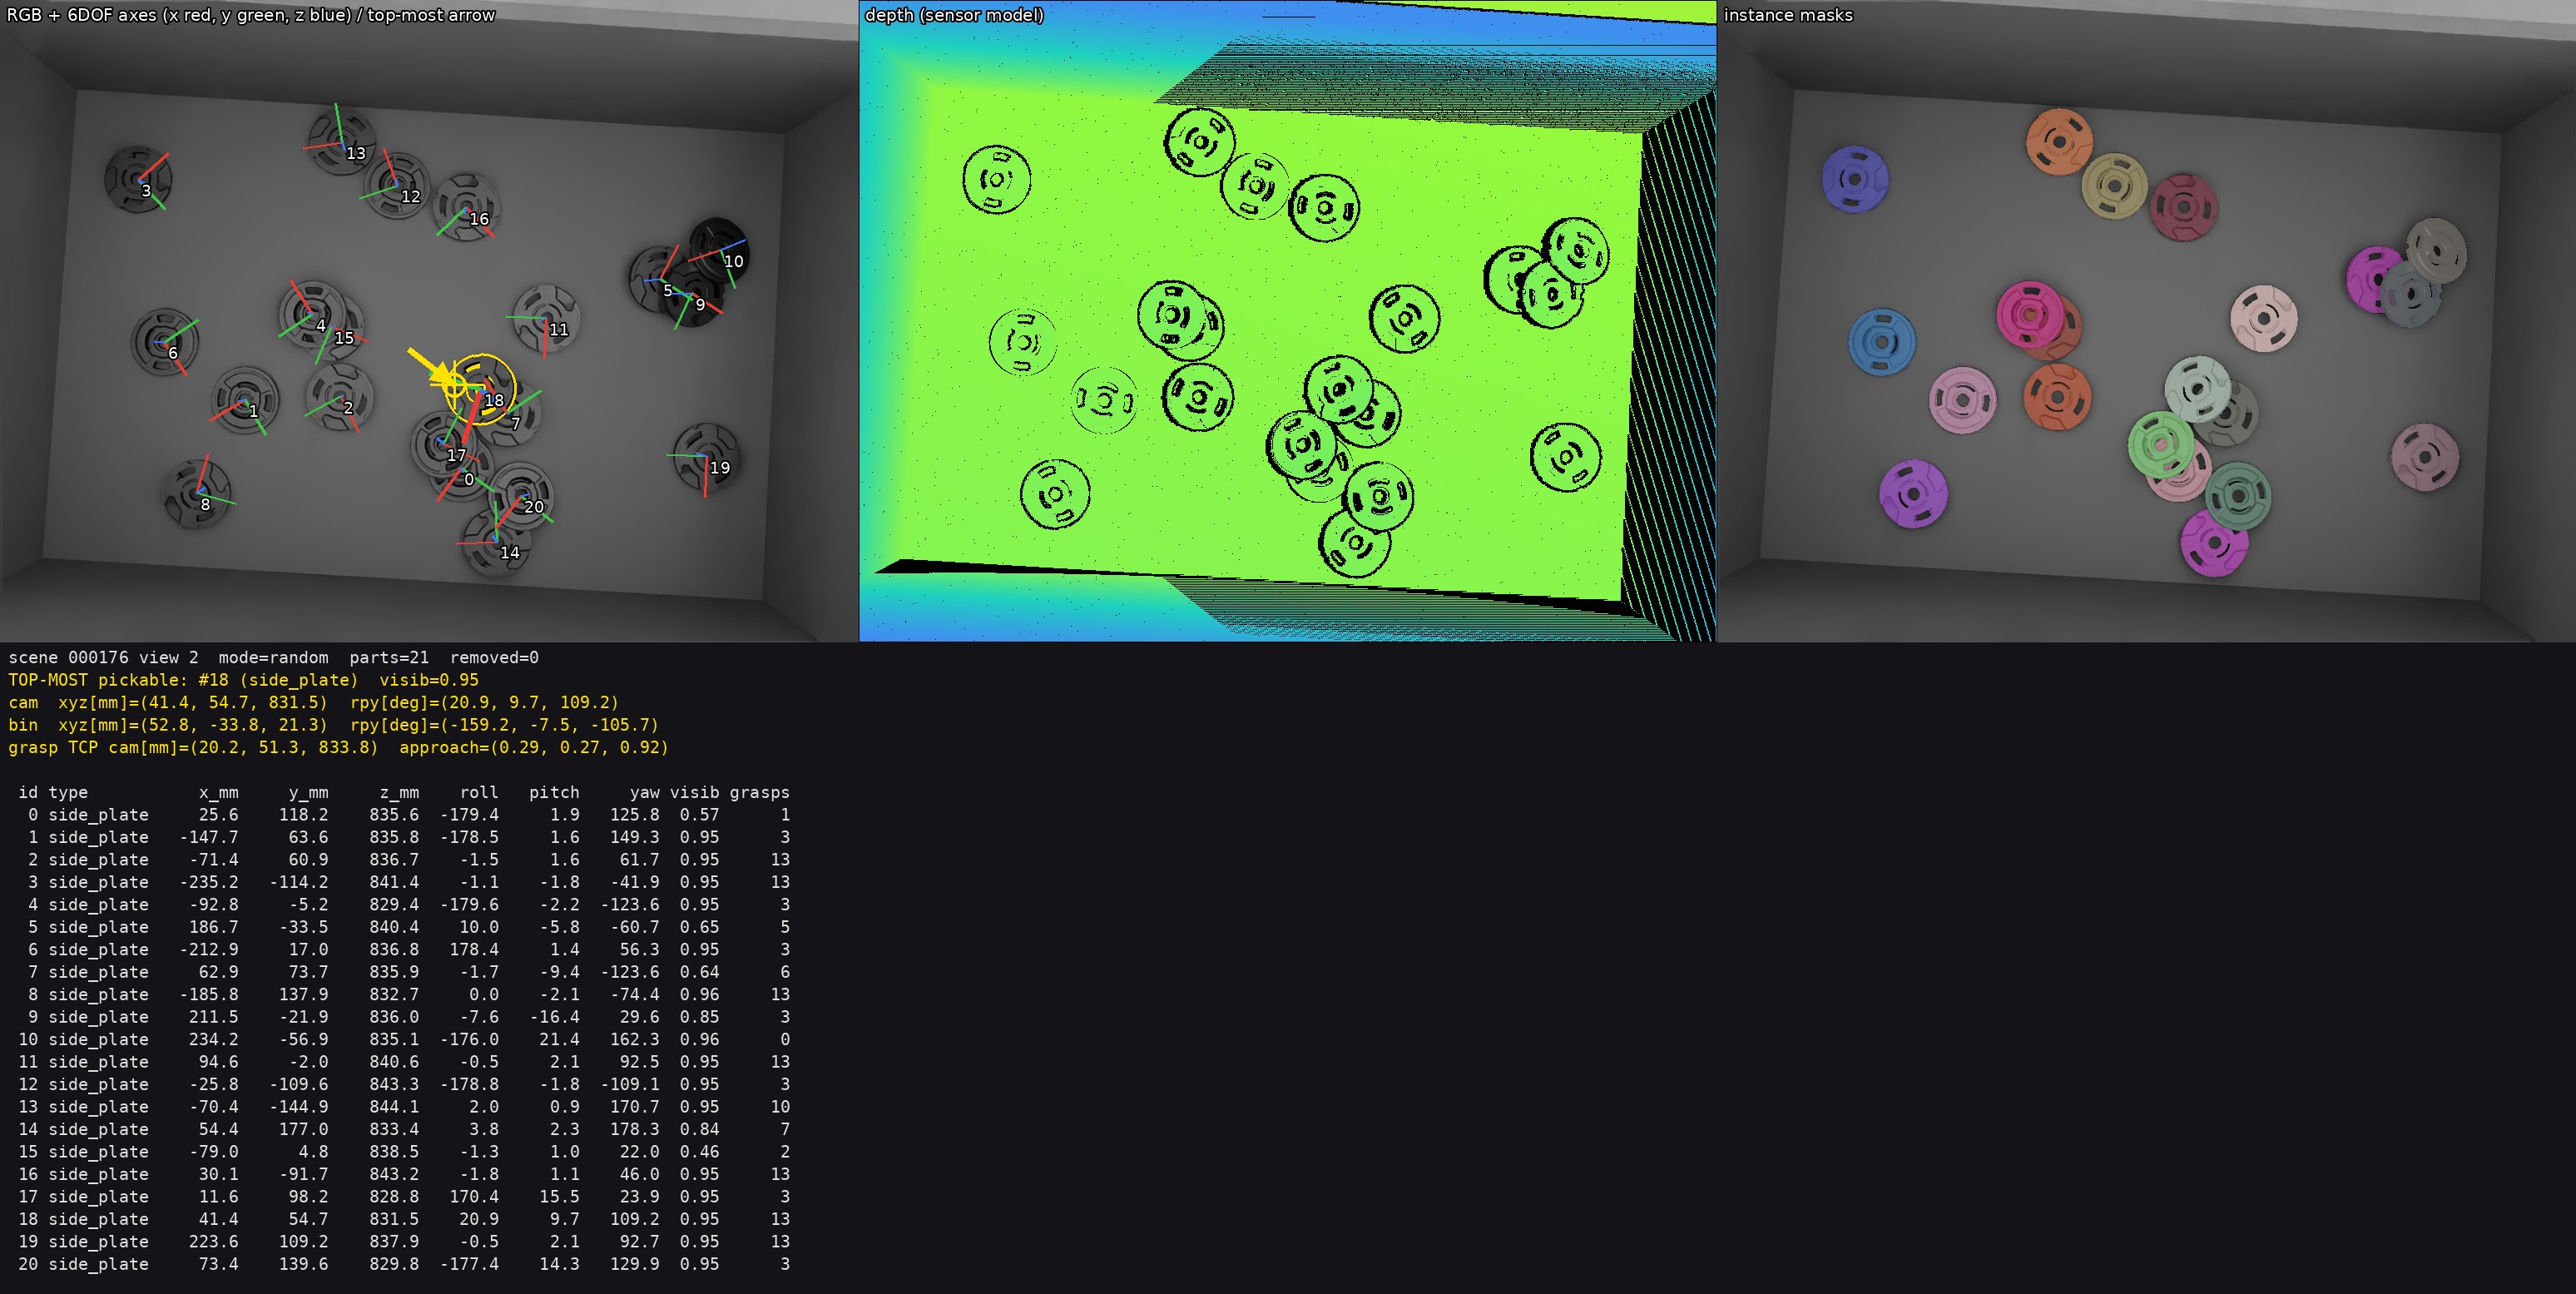 RGB + 6DOF axes (x red, y green, z blue) / top-most arrow
depth (sensor model)
instance masks
13
3
12
16
10
5
9
4
11
15
6
18
1
2
7
17
19
0
8
20
14
scene 000176 view 2  mode=random  parts=21  removed=0
TOP-MOST pickable: #18 (side_plate)  visib=0.95
cam  xyz[mm]=(41.4, 54.7, 831.5)  rpy[deg]=(20.9, 9.7, 109.2)
bin  xyz[mm]=(52.8, -33.8, 21.3)  rpy[deg]=(-159.2, -7.5, -105.7)
grasp TCP cam[mm]=(20.2, 51.3, 833.8)  approach=(0.29, 0.27, 0.92)
id type x_mm y_mm z_mm roll pitch yaw visib grasps
0 side_plate 25.6 118.2 835.6 -179.4 1.9 125.8 0.57 1
1 side_plate -147.7 63.6 835.8 -178.5 1.6 149.3 0.95 3
2 side_plate -71.4 60.9 836.7 -1.5 1.6 61.7 0.95 13
3 side_plate -235.2 -114.2 841.4 -1.1 -1.8 -41.9 0.95 13
4 side_plate -92.8 -5.2 829.4 -179.6 -2.2 -123.6 0.95 3
5 side_plate 186.7 -33.5 840.4 10.0 -5.8 -60.7 0.65 5
6 side_plate -212.9 17.0 836.8 178.4 1.4 56.3 0.95 3
7 side_plate 62.9 73.7 835.9 -1.7 -9.4 -123.6 0.64 6
8 side_plate -185.8 137.9 832.7 0.0 -2.1 -74.4 0.96 13
9 side_plate 211.5 -21.9 836.0 -7.6 -16.4 29.6 0.85 3
10 side_plate 234.2 -56.9 835.1 -176.0 21.4 162.3 0.96 0
11 side_plate 94.6 -2.0 840.6 -0.5 2.1 92.5 0.95 13
12 side_plate -25.8 -109.6 843.3 -178.8 -1.8 -109.1 0.95 3
13 side_plate -70.4 -144.9 844.1 2.0 0.9 170.7 0.95 10
14 side_plate 54.4 177.0 833.4 3.8 2.3 178.3 0.84 7
15 side_plate -79.0 4.8 838.5 -1.3 1.0 22.0 0.46 2
16 side_plate 30.1 -91.7 843.2 -1.8 1.1 46.0 0.95 13
17 side_plate 11.6 98.2 828.8 170.4 15.5 23.9 0.95 3
18 side_plate 41.4 54.7 831.5 20.9 9.7 109.2 0.95 13
19 side_plate 223.6 109.2 837.9 -0.5 2.1 92.7 0.95 13
20 side_plate 73.4 139.6 829.8 -177.4 14.3 129.9 0.95 3